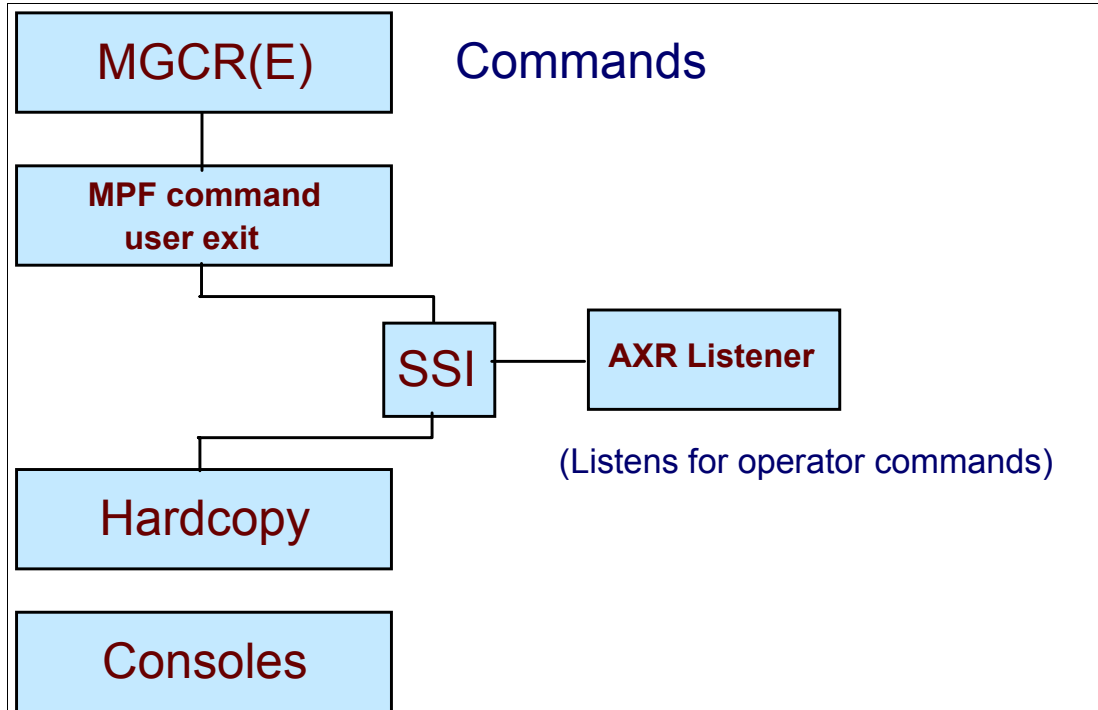 MGCR(E)
Commands
MPF command
user exit
SSI
AXR Listener
(Listens for operator commands)
Hardcopy
Consoles